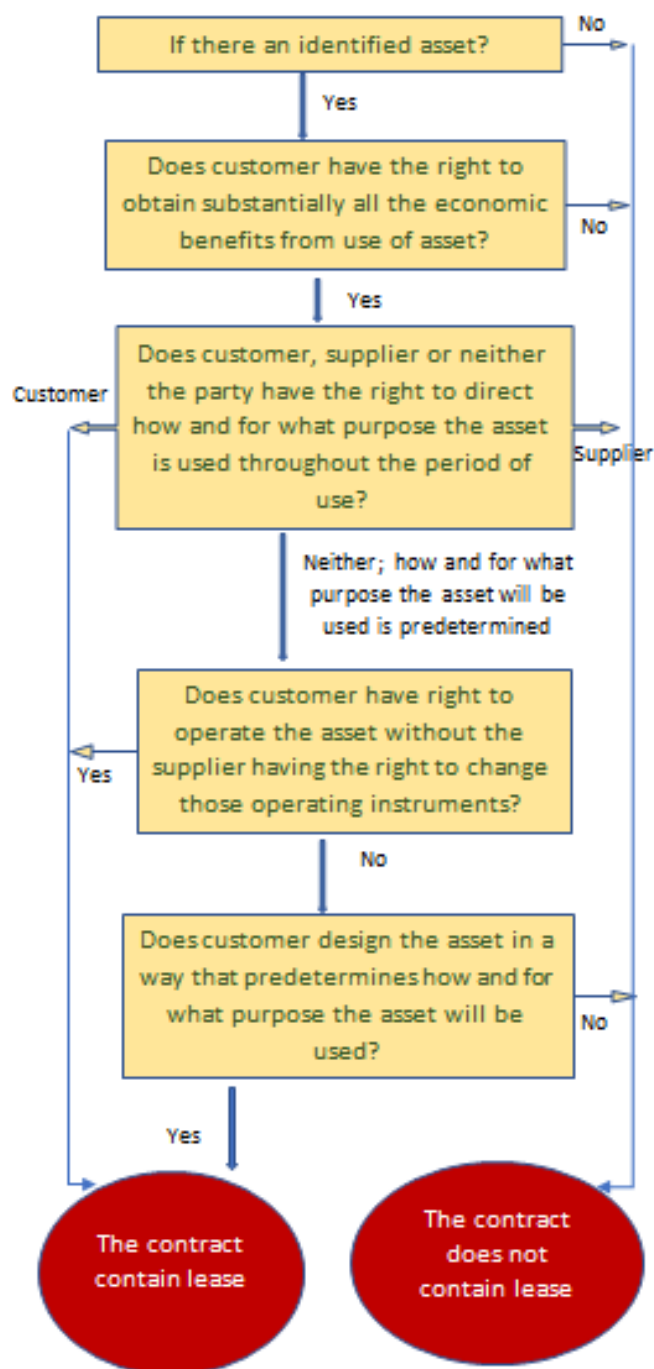 If there an identified asset?
No
Yes
Does customer have the right to
obtain substantially all the economic
benefits from use of asset?
No
Yes
Does customer, supplier or neither
the party have the right to direct
how and for what purpose the asset
is used throughout the period of
use?
Customer
Supplier
Neither; how and for what
purpose the asset will be
used is predetermined
Does customer have right to
operate the asset without the
supplier having the right to change
those operating instruments?
Yes
No
Does customer design the asset in a
way that predetermines how and for
what purpose the asset will be
used?
No
Yes
The contract
contain lease
The contract
does not
contain lease